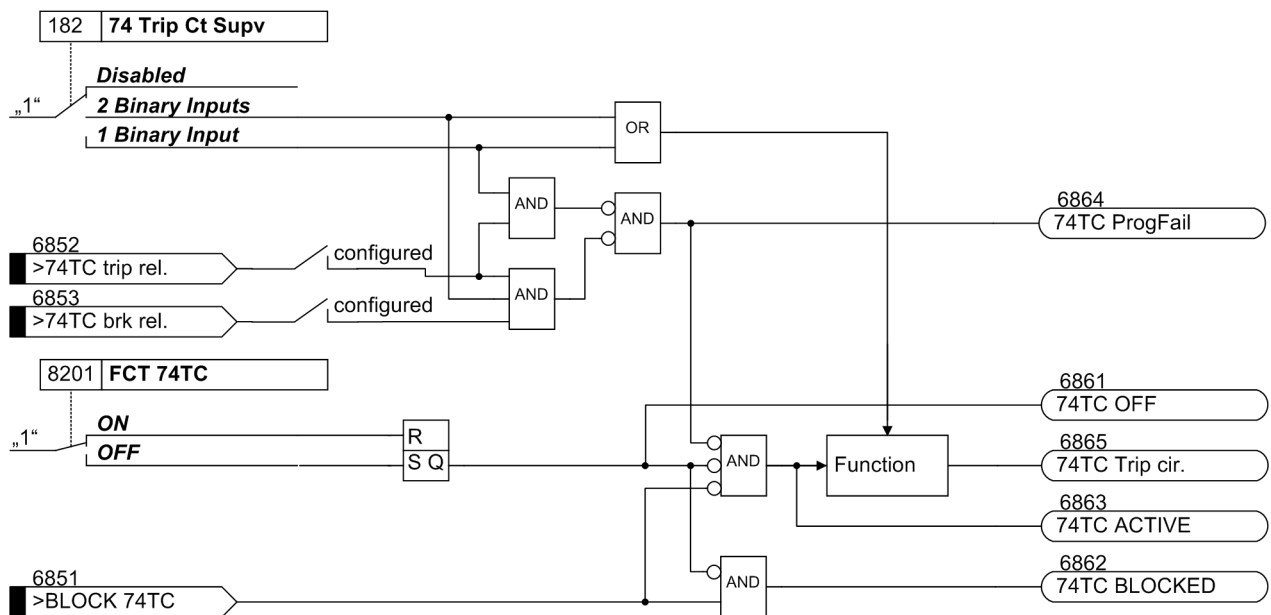 182 74 Trip Ct Supv
Disabled
„1“ 2 Binary Inputs
1 Binary Input
OR
AND
AND
6864
74TC ProgFail
6852
>74TC trip rel.
configured
AND
6853
>74TC brk rel.
configured
8201 FCT 74TC
„1“ ON
OFF
R
S Q
6861
74TC OFF
AND
Function
6865
74TC Trip cir.
6863
74TC ACTIVE
6851
>BLOCK 74TC
AND
6862
74TC BLOCKED